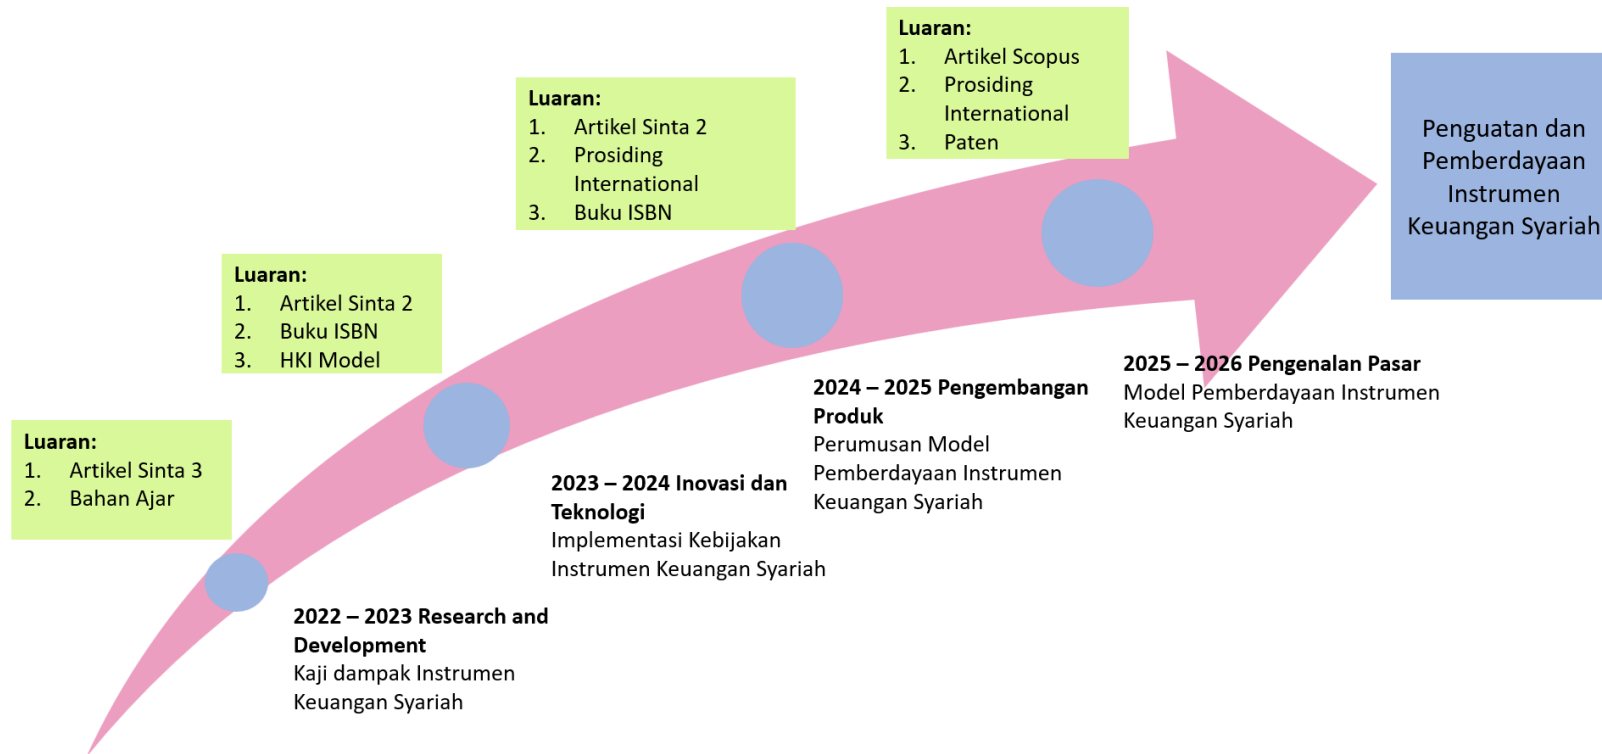 Luaran:
1. Artikel Sinta 3
2. Bahan Ajar
2022 – 2023 Research and
Development
Kaji dampak Instrumen
Keuangan Syariah
Luaran:
1. Artikel Sinta 2
2. Buku ISBN
3. HKI Model
2023 – 2024 Inovasi dan
Teknologi
Implementasi Kebijakan
Instrumen Keuangan Syariah
Luaran:
1. Artikel Sinta 2
2. Prosiding
International
3. Buku ISBN
2024 – 2025 Pengembangan
Produk
Perumusan Model
Pemberdayaan Instrumen
Keuangan Syariah
Luaran:
1. Artikel Scopus
2. Prosiding
International
3. Paten
2025 – 2026 Pengenalan Pasar
Model Pemberdayaan Instrumen
Keuangan Syariah
Penguatan dan
Pemberdayaan
Instrumen
Keuangan Syariah